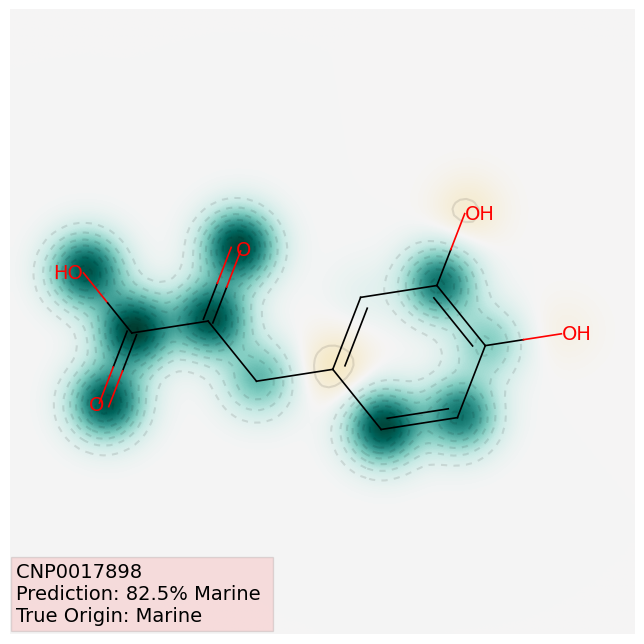 OH
O
HO
OH
O
CNP0017898
Prediction: 82.5% Marine
True Origin: Marine